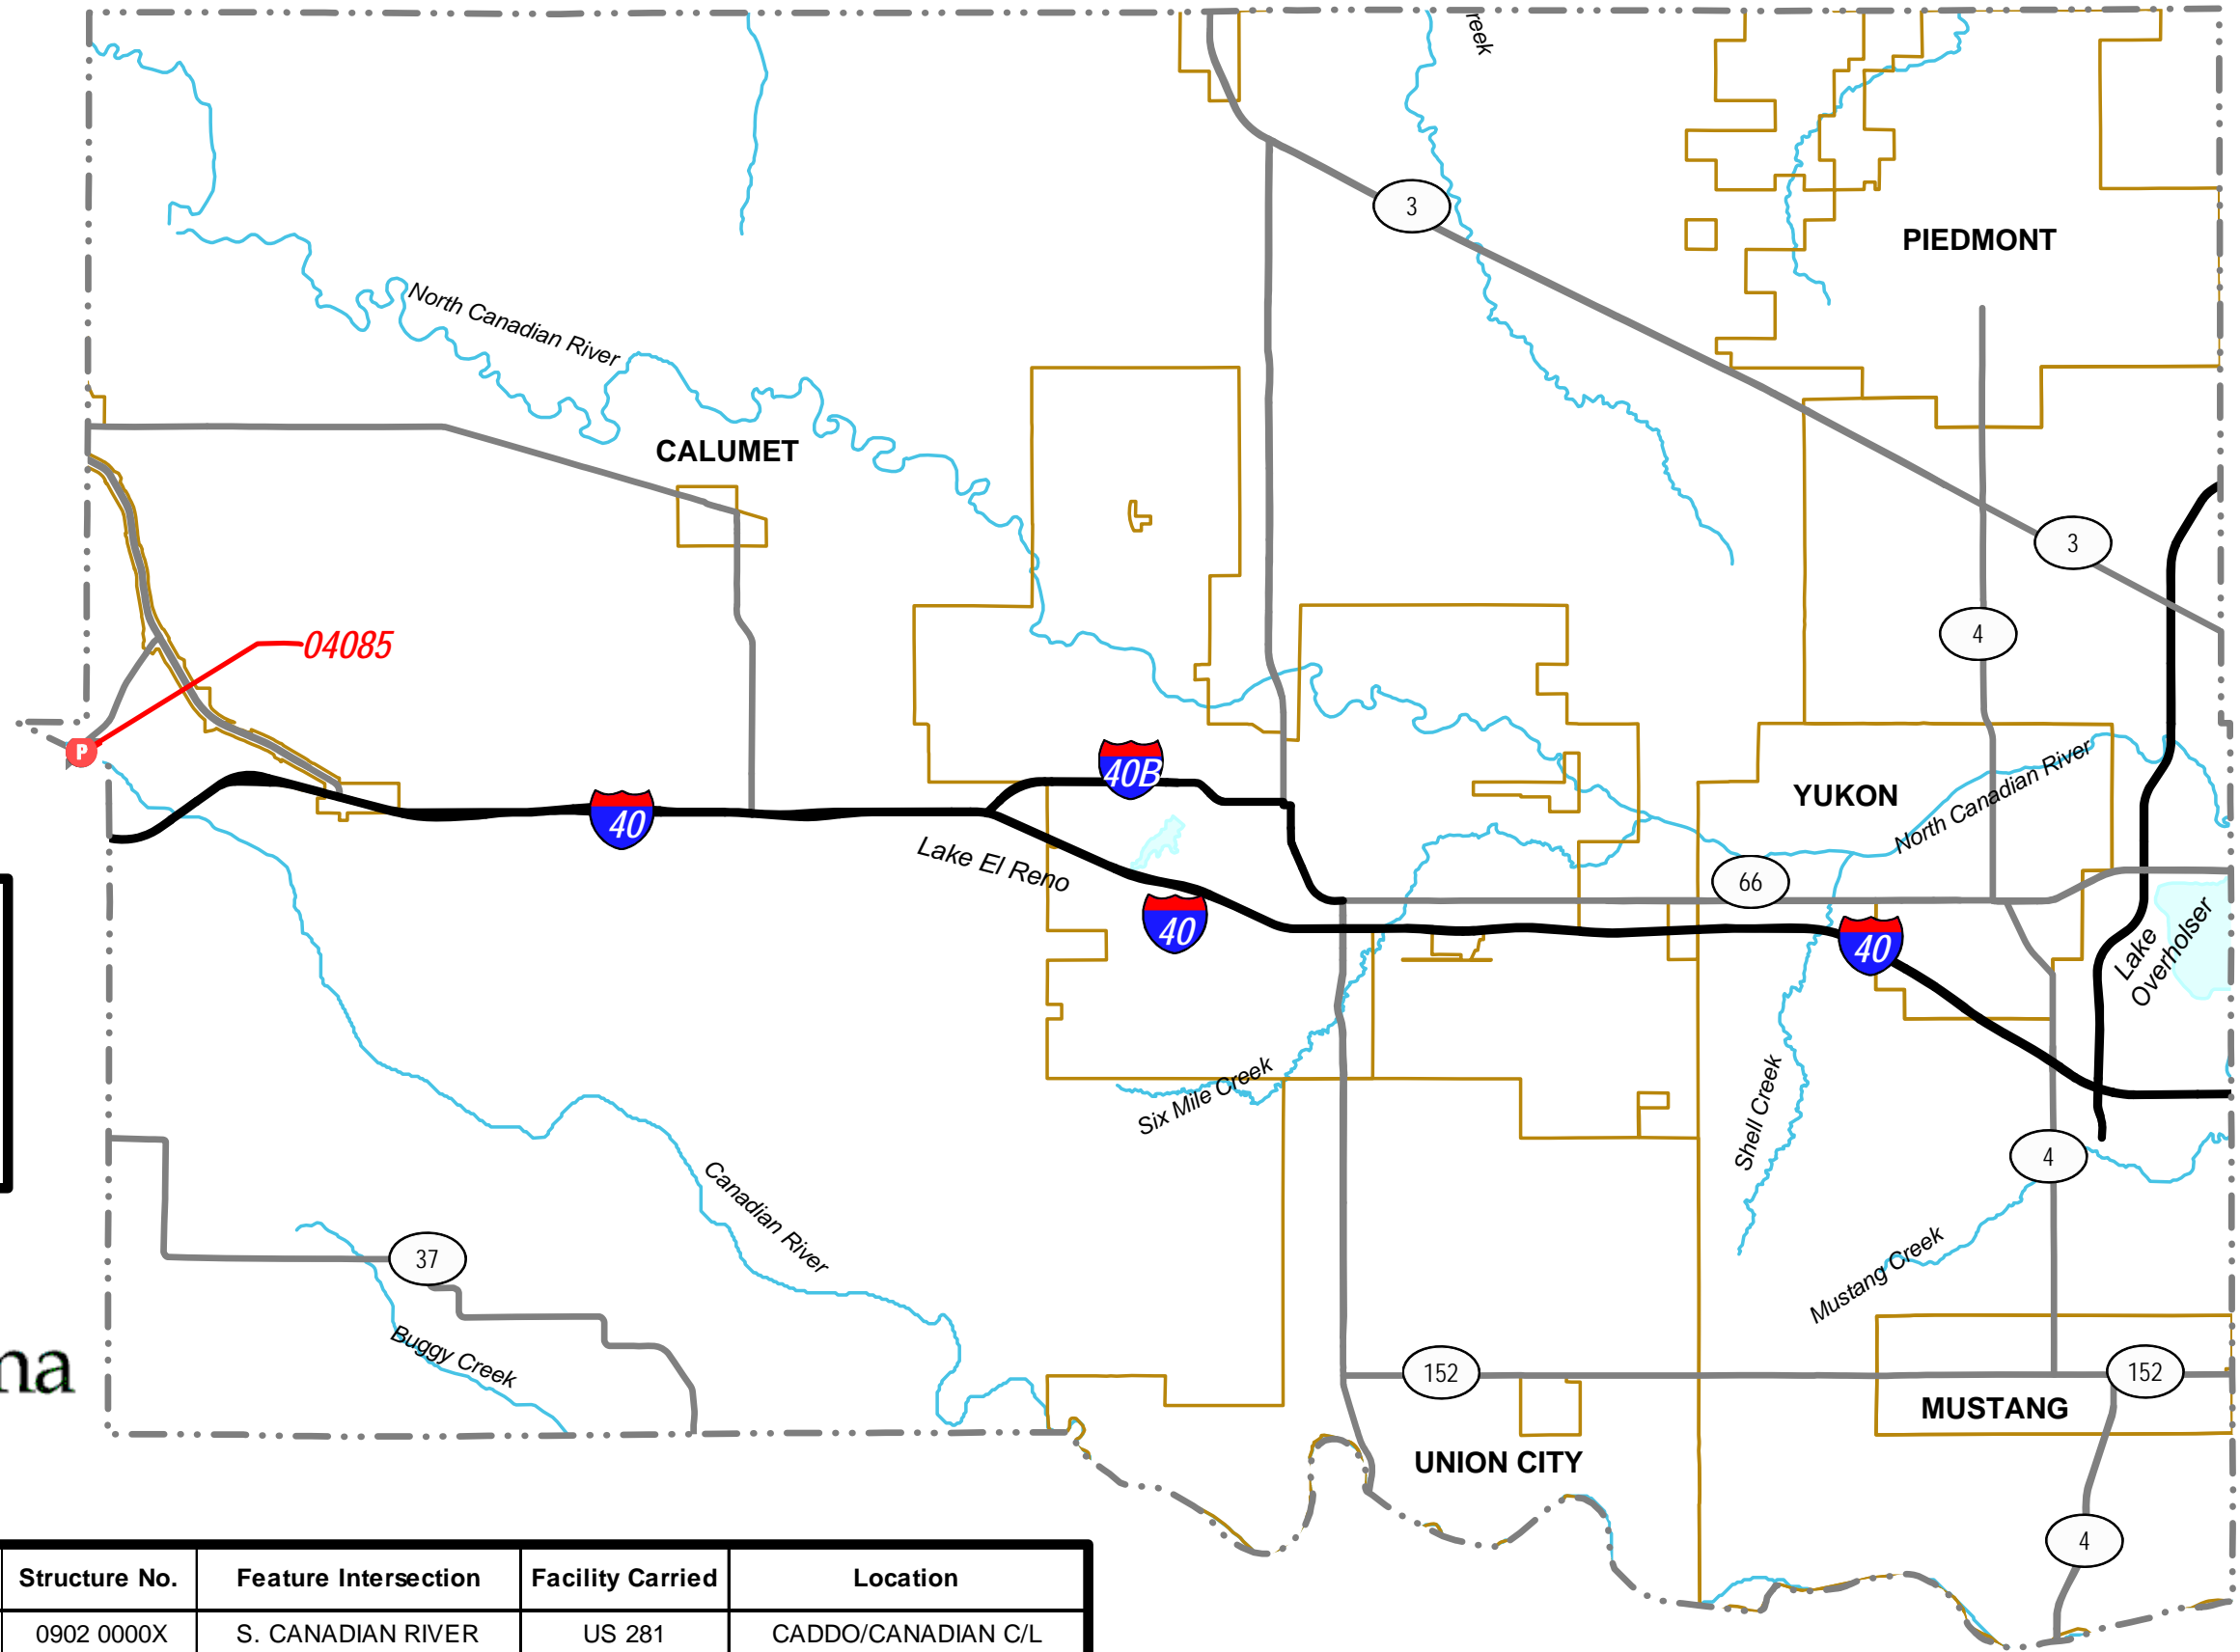 reek
3
PIEDMONT
North Canadian River
CALUMET
3
4
04085
P
40B
40
YUKON
North Canadian River
Lake El Reno
66
40
40
Lake
Overholser
Six Mile Creek
Shell Creek
4
Canadian River
37
Mustang Creek
Buggy Creek
na
152
152
MUSTANG
UNION CITY
4
Structure No. Feature Intersection Facility Carried Location
0902 0000X S. CANADIAN RIVER US 281 CADDO/CANADIAN C/L